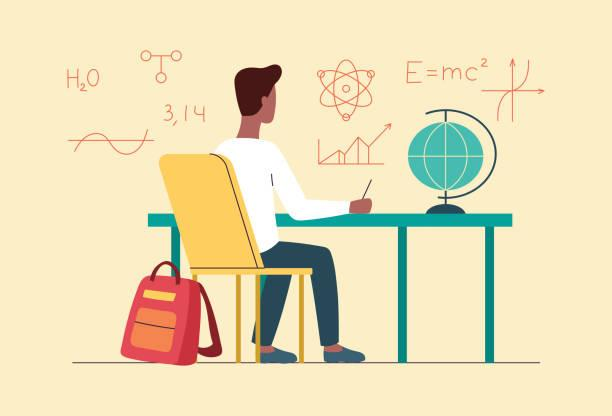 H₂O
3,14
E=mc²